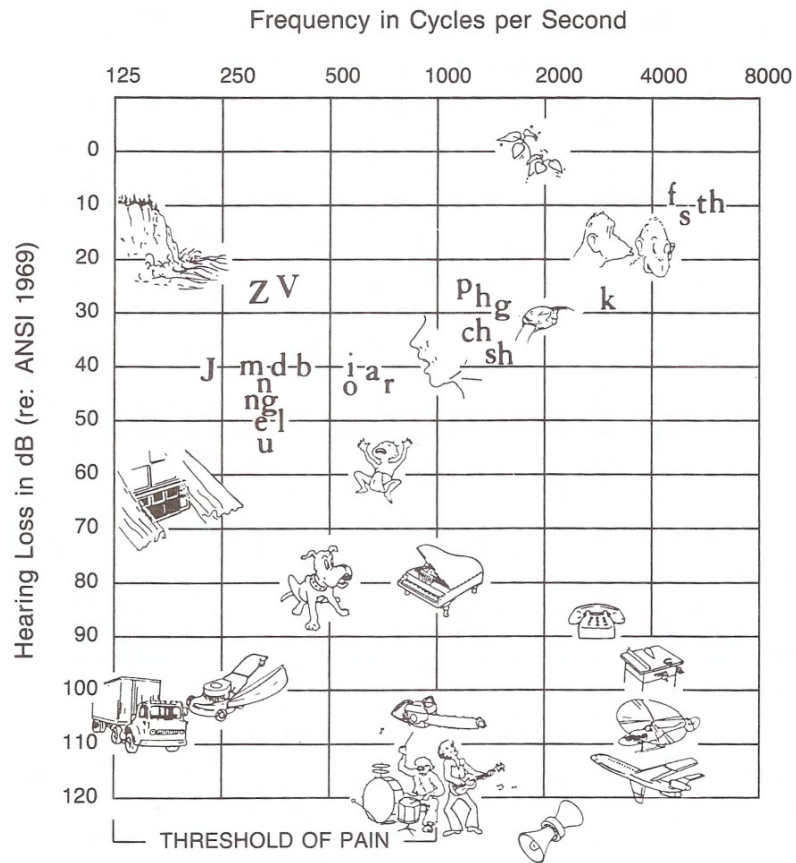 Frequency in Cycles per Second
125 250 500 1000 2000 4000 8000
Hearing Loss in dB (re: ANSI 1969)
0
10
f
s th
20
z v
30
p h g
k
ch
sh
40
J m-d-b
n
ng
e-l
u
i
o
a r
50
60
70
80
90
100
110
120
THRESHOLD OF PAIN